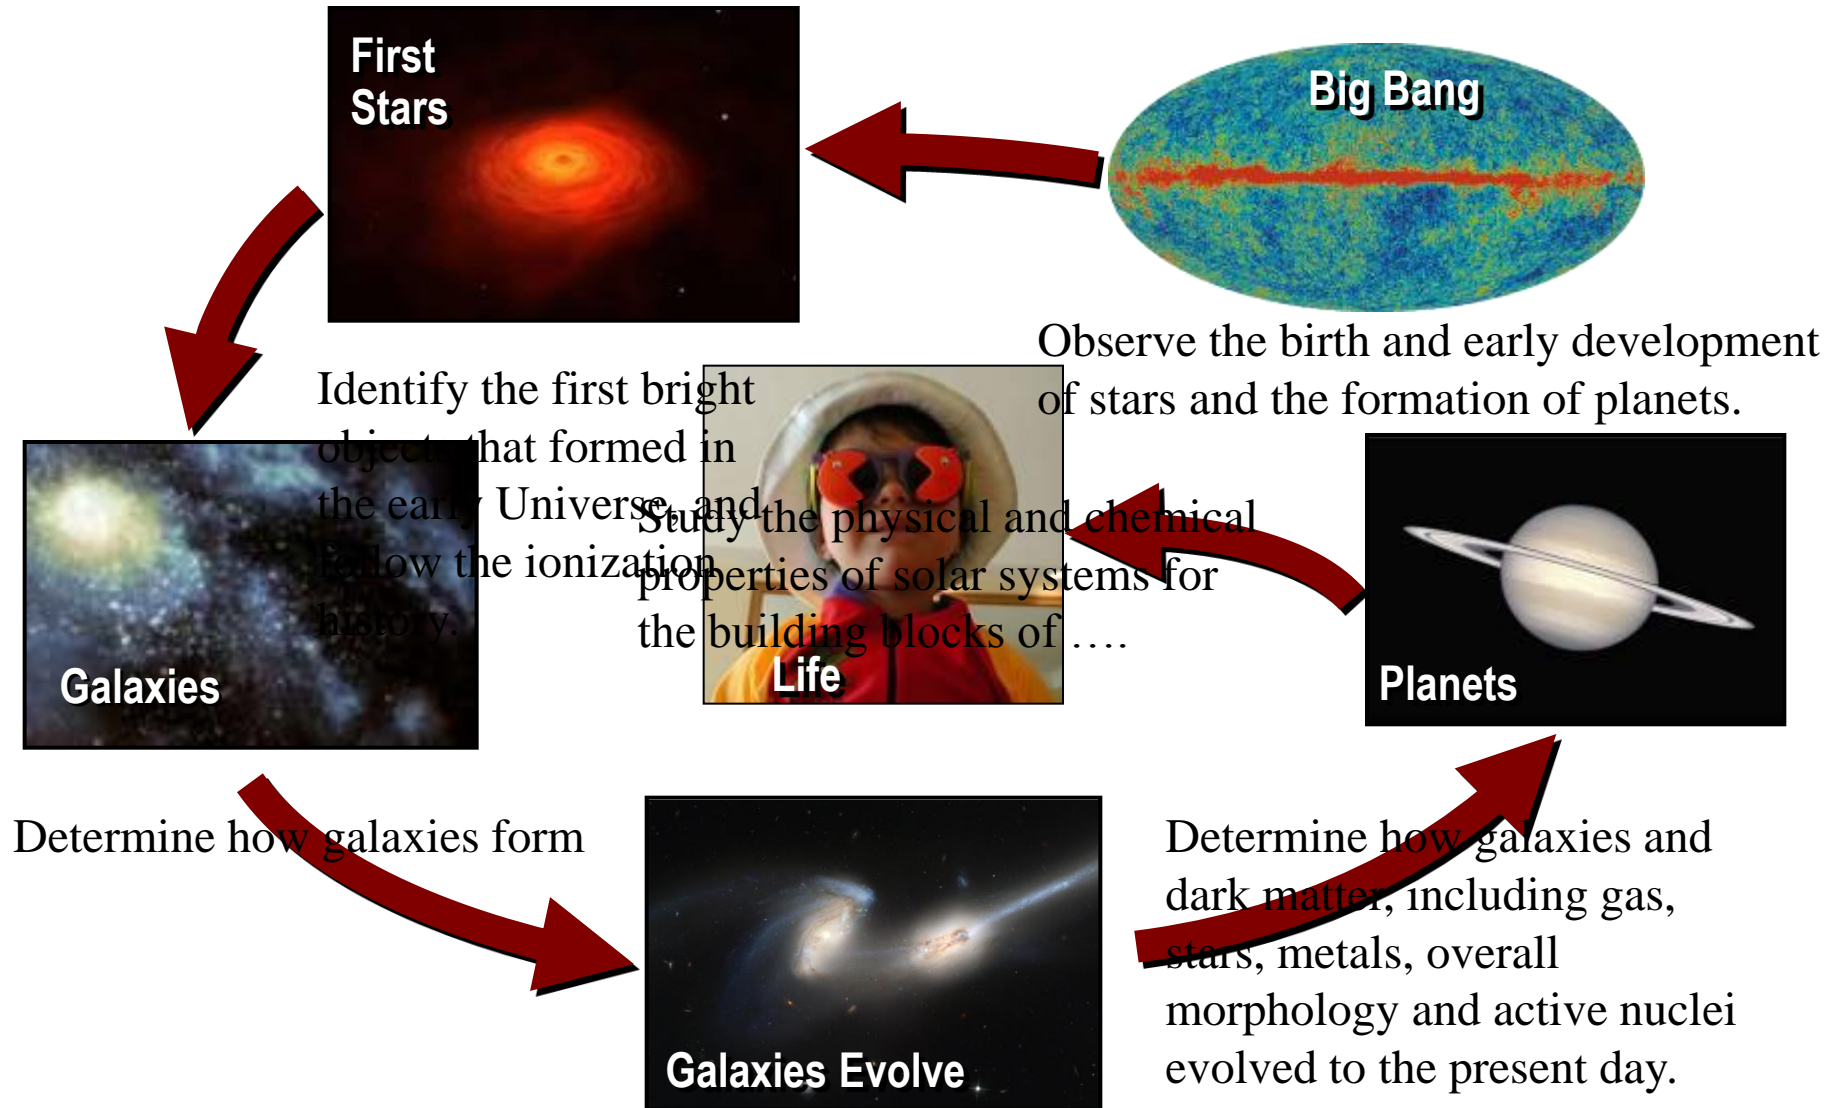 First
Stars
Big Bang
Observe the birth and early development
of stars and the formation of planets.
Identify the first bright
objects that formed in
the early Universe, and
follow the ionization
history.
Study the physical and chemical
properties of solar systems for
the building blocks of ….
Galaxies
Life
Planets
Determine how galaxies form
Determine how galaxies and
dark matter, including gas,
stars, metals, overall
morphology and active nuclei
evolved to the present day.
Galaxies Evolve